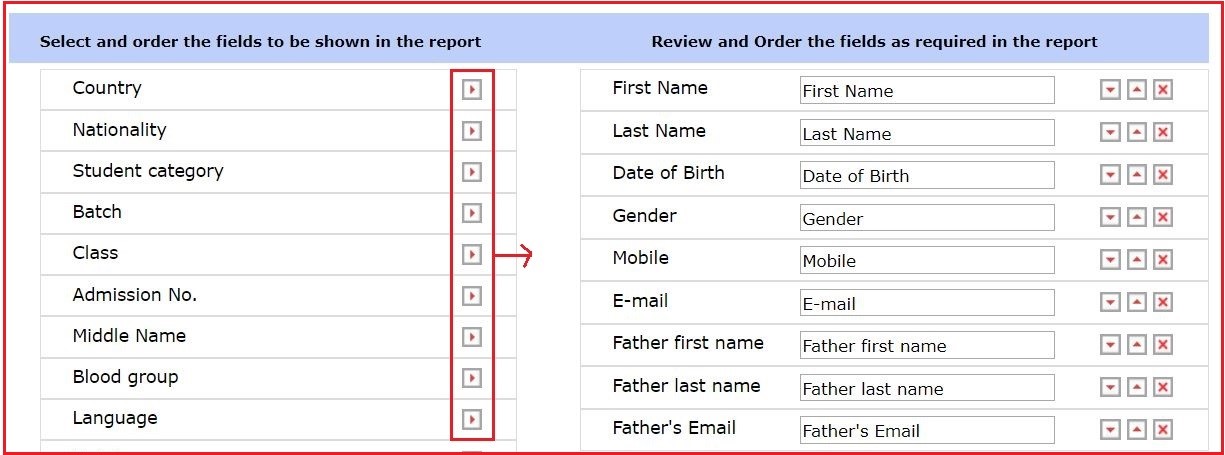 Select and order the fields to be shown in the report
Country
Nationality
Student category
Batch
Class
Admission No.
Middle Name
Blood group
Language
Review and Order the fields as required in the report
First Name First Name
Last Name Last Name
Date of Birth Date of Birth
Gender Gender
Mobile Mobile
E-mail E-mail
Father first name Father first name
Father last name Father last name
Father's Email Father's Email